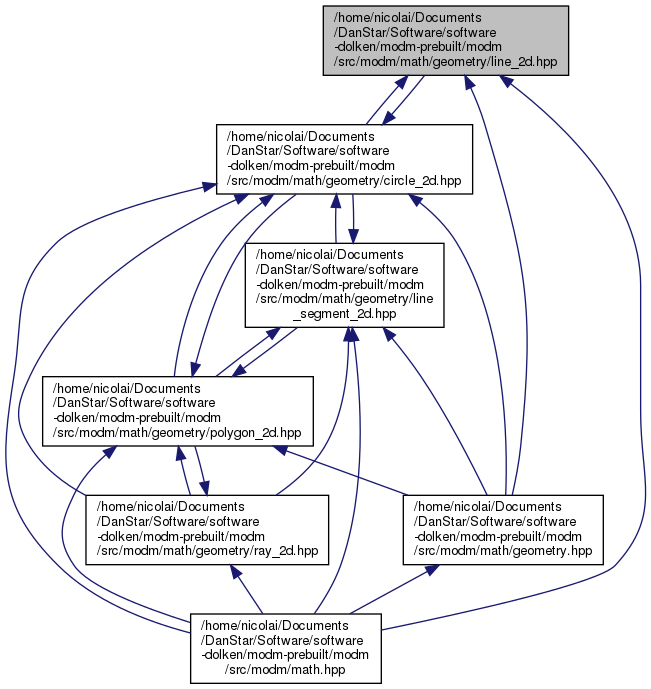 /home/nicolai/Documents
/DanStar/Software/software
-dolken/modm-prebuilt/modm
/src/modm/math/geometry/line_2d.hpp
/home/nicolai/Documents
/DanStar/Software/software
-dolken/modm-prebuilt/modm
/src/modm/math/geometry/circle_2d.hpp
/home/nicolai/Documents
/DanStar/Software/software
-dolken/modm-prebuilt/modm
/src/modm/math/geometry/line
_segment_2d.hpp
/home/nicolai/Documents
/DanStar/Software/software
-dolken/modm-prebuilt/modm
/src/modm/math/geometry/polygon_2d.hpp
/home/nicolai/Documents
/DanStar/Software/software
-dolken/modm-prebuilt/modm
/src/modm/math/geometry/ray_2d.hpp
/home/nicolai/Documents
/DanStar/Software/software
-dolken/modm-prebuilt/modm
/src/modm/math/geometry.hpp
/home/nicolai/Documents
/DanStar/Software/software
-dolken/modm-prebuilt/modm
/src/modm/math.hpp